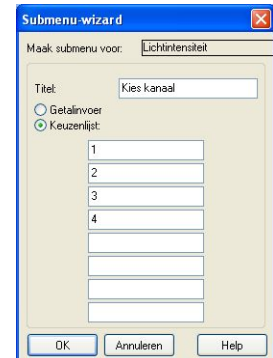 Submenu-wizard
Maak submenu voor: Lichtintensiteit
Titel: Kies kanaal
Getalinvoer
Keuzenlijst:
1
2
3
4
OK Annuleren Help